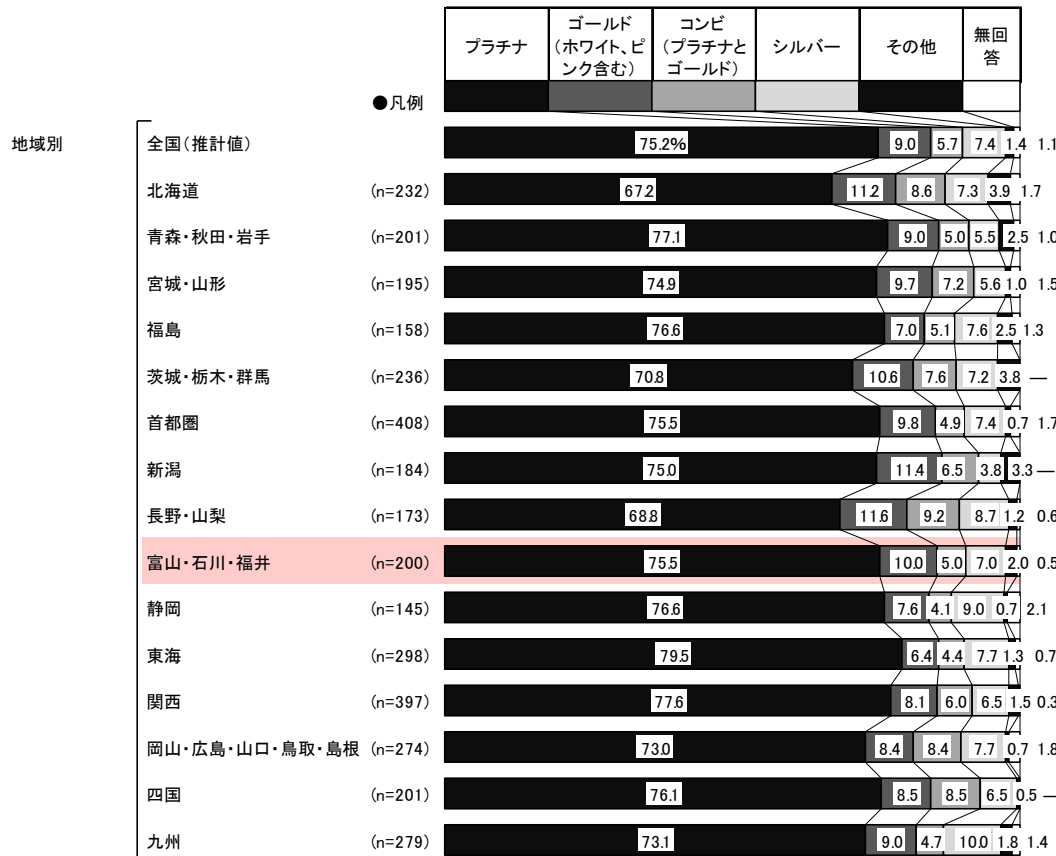 プラチナ
ゴールド
(ホワイト、ピ
ンク含む)
コンビ
(プラチナと
ゴールド)
シルバー
その他
無回
答
●凡例
地域別
全国(推計値) 75.2% 9.0 5.7 7.4 1.4 1.1
北海道 (n=232) 67.2 11.2 8.6 7.3 3.9 1.7
青森・秋田・岩手 (n=201) 77.1 9.0 5.0 5.5 2.5 1.0
宮城・山形 (n=195) 74.9 9.7 7.2 5.6 1.0 1.5
福島 (n=158) 76.6 7.0 5.1 7.6 2.5 1.3
茨城・栃木・群馬 (n=236) 70.8 10.6 7.6 7.2 3.8 ―
首都圏 (n=408) 75.5 9.8 4.9 7.4 0.7 1.7
新潟 (n=184) 75.0 11.4 6.5 3.8 3.3 ―
長野・山梨 (n=173) 68.8 11.6 9.2 8.7 1.2 0.6
富山・石川・福井 (n=200) 75.5 10.0 5.0 7.0 2.0 0.5
静岡 (n=145) 76.6 7.6 4.1 9.0 0.7 2.1
東海 (n=298) 79.5 6.4 4.4 7.7 1.3 0.7
関西 (n=397) 77.6 8.1 6.0 6.5 1.5 0.3
岡山・広島・山口・鳥取・島根 (n=274) 73.0 8.4 8.4 7.7 0.7 1.8
四国 (n=201) 76.1 8.5 8.5 6.5 0.5 ―
九州 (n=279) 73.1 9.0 4.7 10.0 1.8 1.4